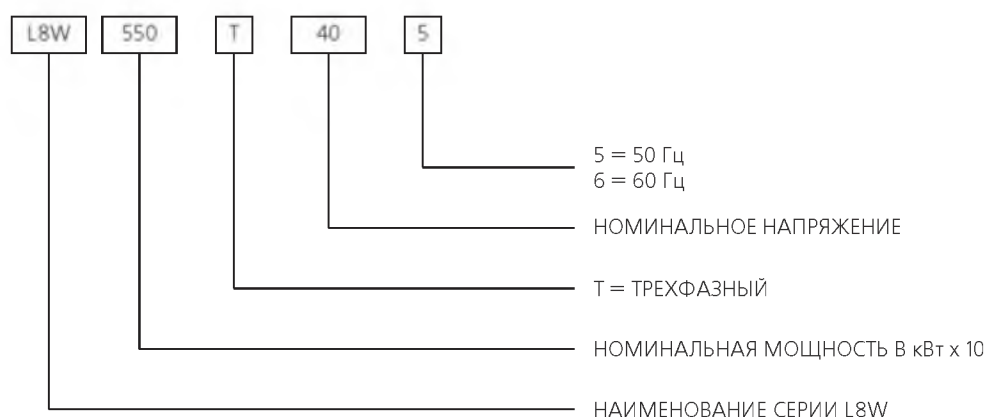 L8W 550 T 40 5
5 = 50 Гц
6 = 60 Гц
НОМИНАЛЬНОЕ НАПРЯЖЕНИЕ
Т = ТРЕХФАЗНЫЙ
НОМИНАЛЬНАЯ МОЩНОСТЬ В кВт x 10
НАИМЕНОВАНИЕ СЕРИИ L8W